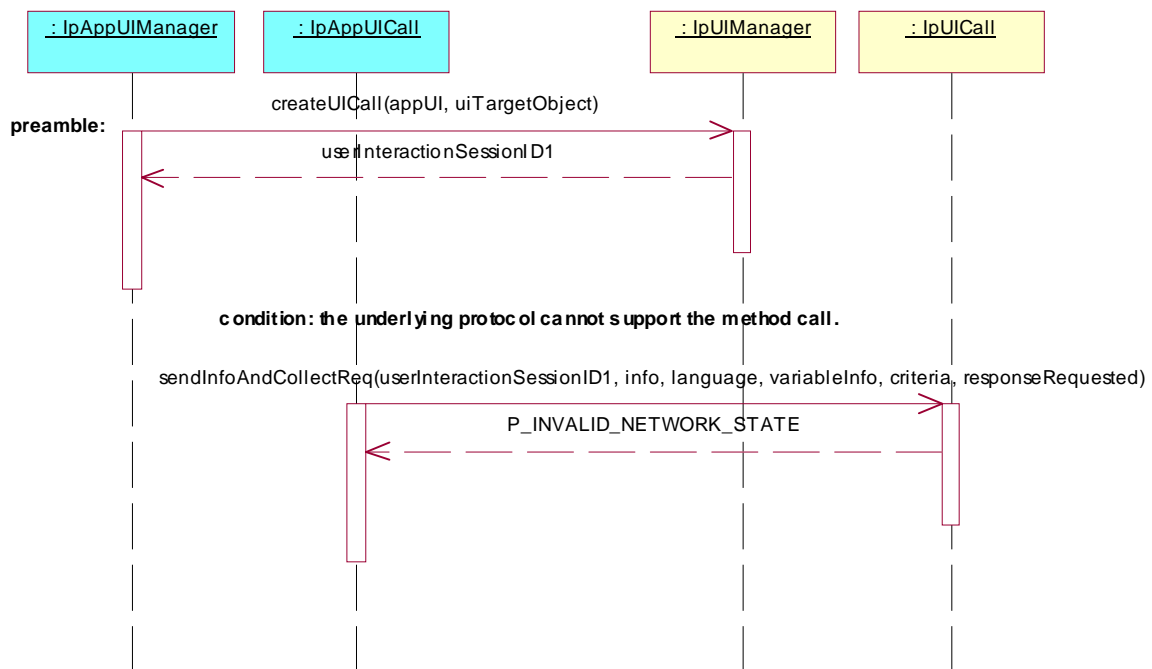 : IpAppUIManager
: IpAppUICall
: IpUIManager
: IpUICall
createUICall(appUI, uiTargetObject)
preamble:
userInteractionSessionID1
condition: the underlying protocol cannot support the method call.
sendInfoAndCollectReq(userInteractionSessionID1, info, language, variableInfo, criteria, responseRequested)
P_INVALID_NETWORK_STATE